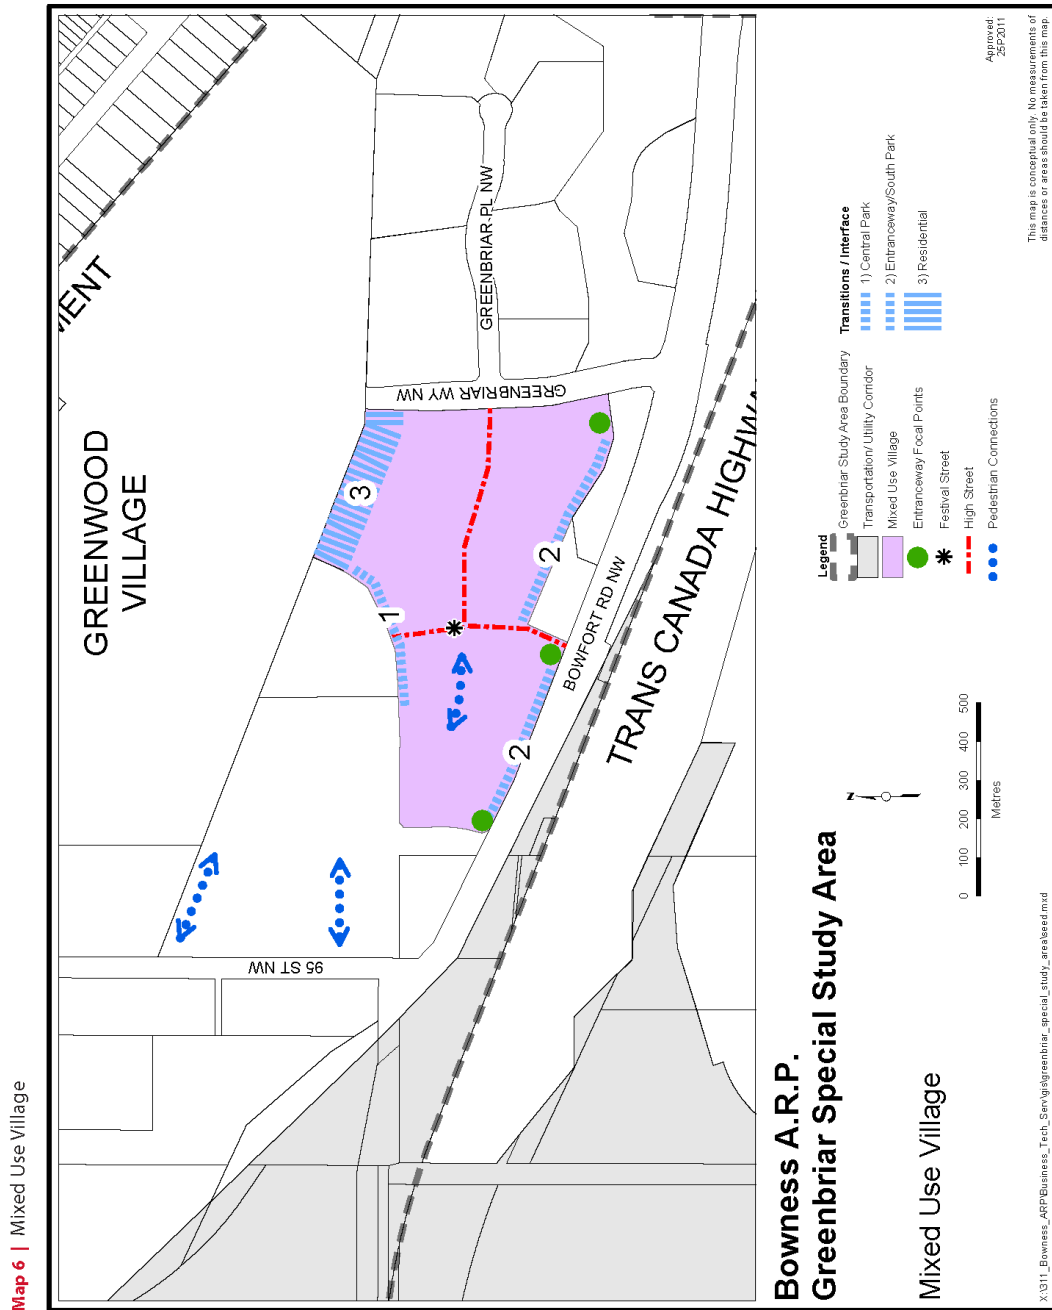 Map 6 | Mixed Use Village
MENT
GREENWOOD
VILLAGE
GREENBRIAR PL NW
GREENBRIAR WY NW
3
1
2
2
BOWFORT RD NW
TRANS CANADA HIGHWA
95 ST NW
Bowness A.R.P.
Greenbriar Special Study Area
Mixed Use Village
N
0 100 200 300 400 500
Metres
Legend
Greenbriar Study Area Boundary
Transportation/ Utility Corridor
Mixed Use Village
Entranceway Focal Points
Festival Street
High Street
Pedestrian Connections
Transitions / Interface
1) Central Park
2) Entranceway/South Park
3) Residential
Approved:
25P2011
This map is conceptual only. No measurements of
distances or areas should be taken from this map.
X:\311_Bowness_ARP\Business_Tech_Serv\gis\greenbriar_special_study_area\seed.mxd